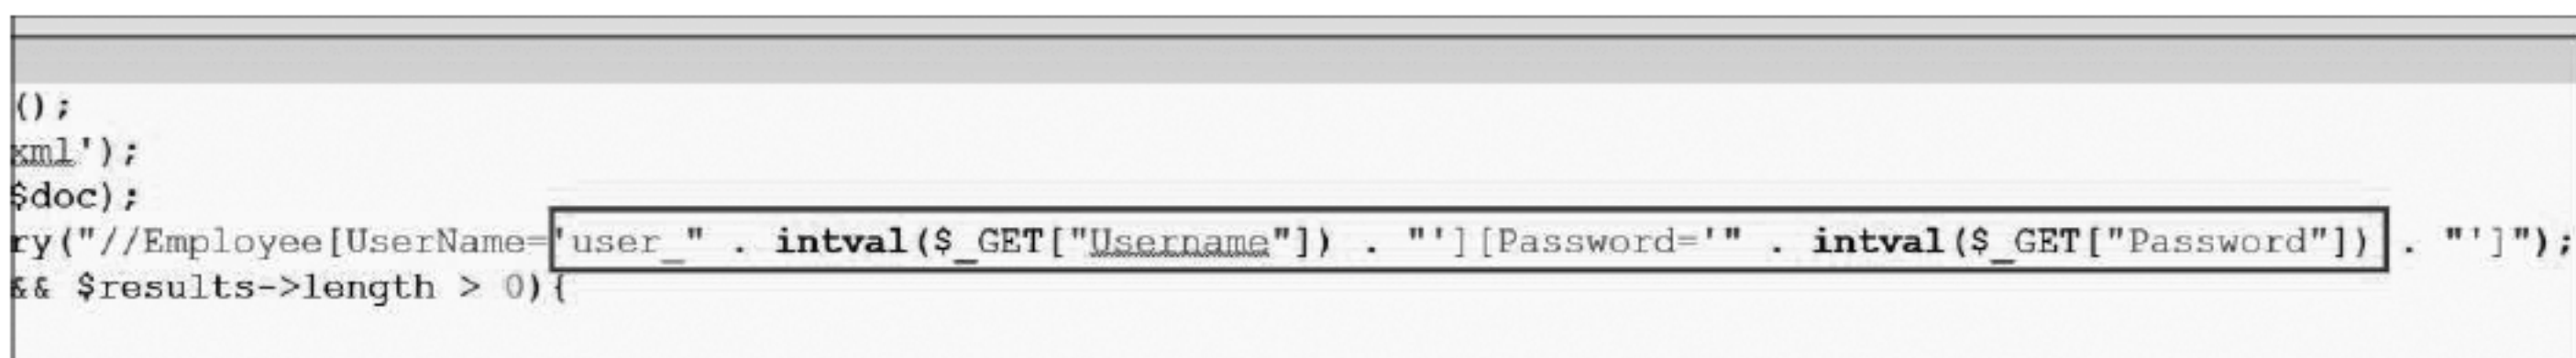 ();
xml');
$doc);
ry("//Employee[UserName='user_" . intval($_GET["Username"]) . "'][Password='" . intval($_GET["Password"]) . "']");
&& $results->length > 0){